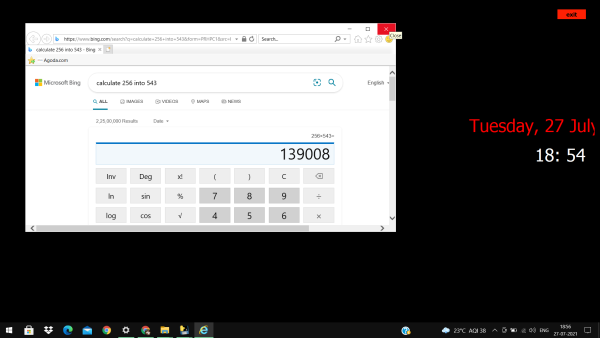 exit
Close
https://www.bing.com/search?q=calculate+256+into+543&form=
Search...
calculate 256 into 543 - Bing
Agoda.com
Microsoft Bing
calculate 256 into 543
English
ALL
IMAGES
VIDEOS
MAPS
NEWS
2,25,00,000 Results
Date
256×543=
139008
Inv
Deg
x!
(
)
C
ln
sin
%
7
8
9
÷
log
cos
√
4
5
6
×
Tuesday, 27 July
18: 54
23°C AQI 38
ENG
18:56
27-07-2021